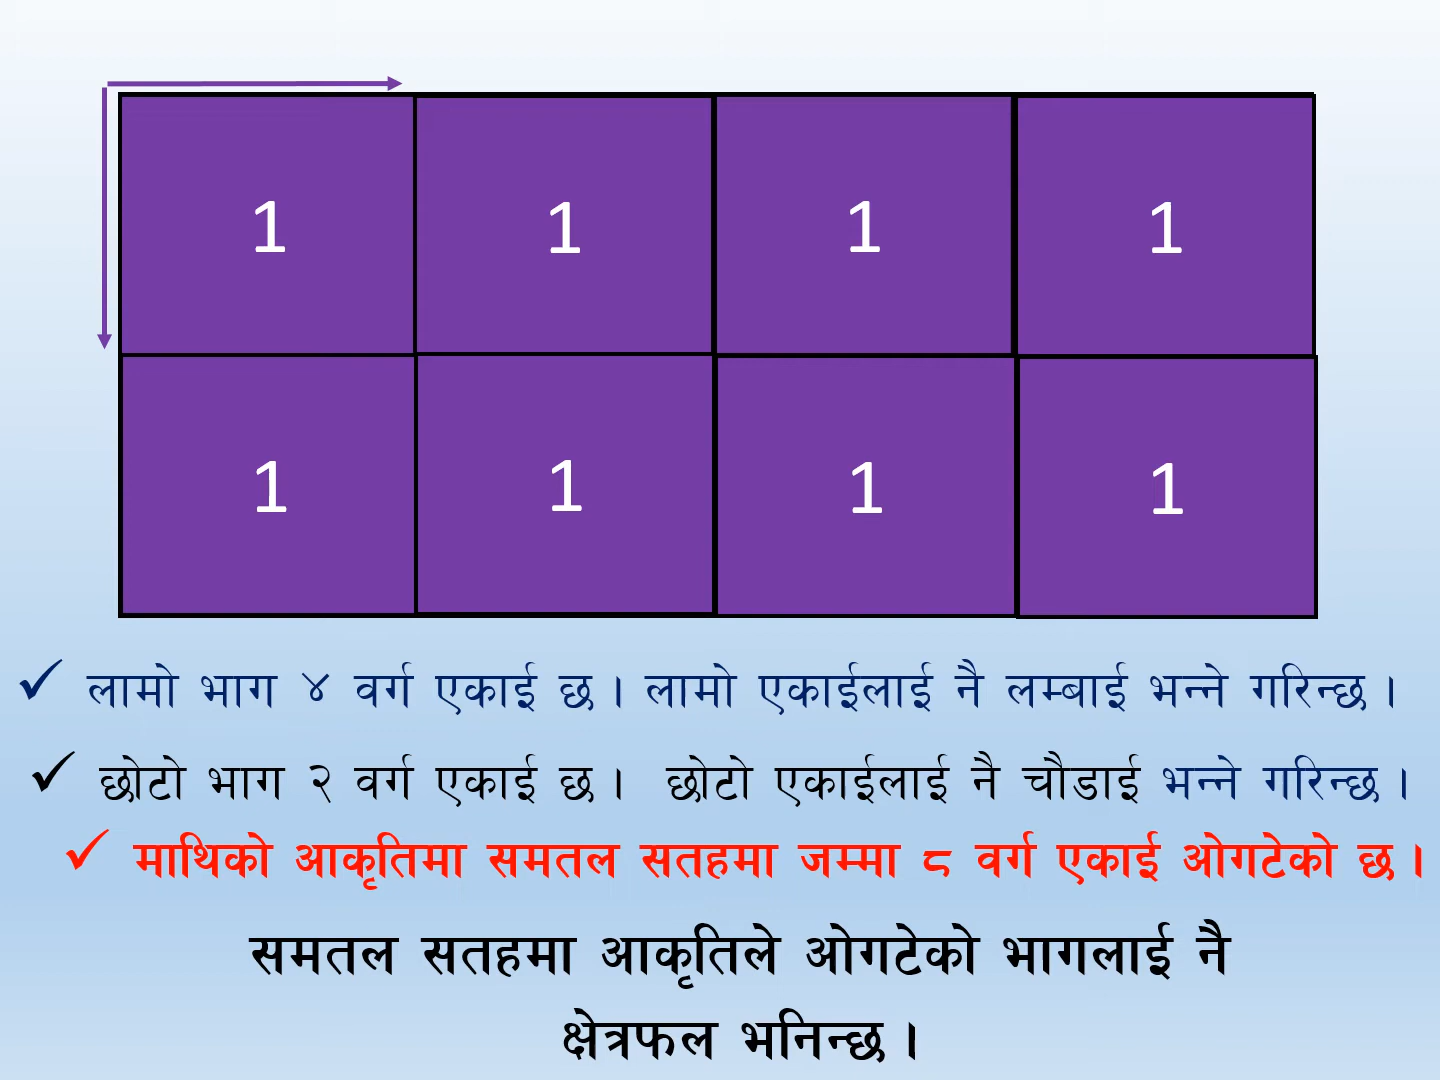 1 1 1 1
1 1 1 1
✓ लामो भाग ४ वर्ग एकाई छ । लामो एकाईलाई नै लम्बाई भन्ने गरिन्छ ।
✓ छोटो भाग २ वर्ग एकाई छ । छोटो एकाईलाई नै चौडाई भन्ने गरिन्छ ।
✓ माथिको आकृतिमा समतल सतहमा जम्मा ८ वर्ग एकाई ओगटेको छ ।
समतल सतहमा आकृतिले ओगटेको भागलाई नै
क्षेत्रफल भनिन्छ ।